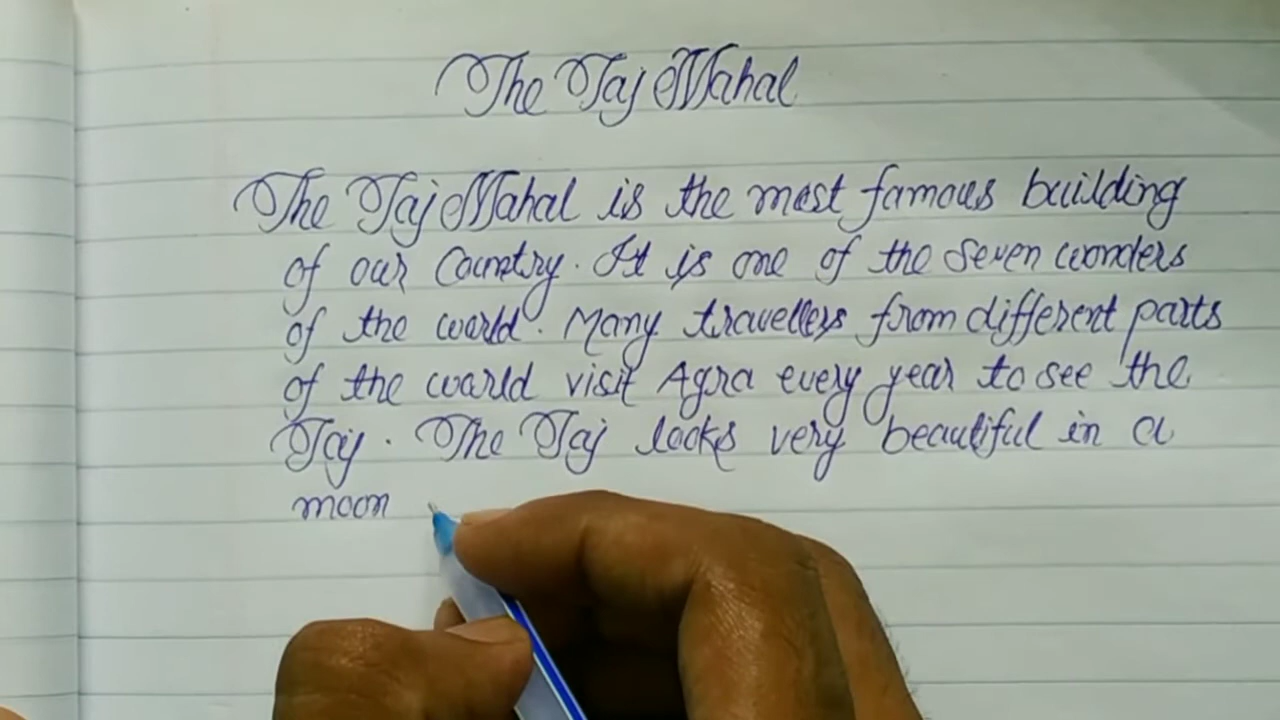 The Taj Mahal
The Taj Mahal is the most famous building
of our Country. It is one of the Seven wonders
of the world. Many travellers from different parts
of the world visit Agra every year to see the
Taj. The Taj looks very beautiful in a
moon